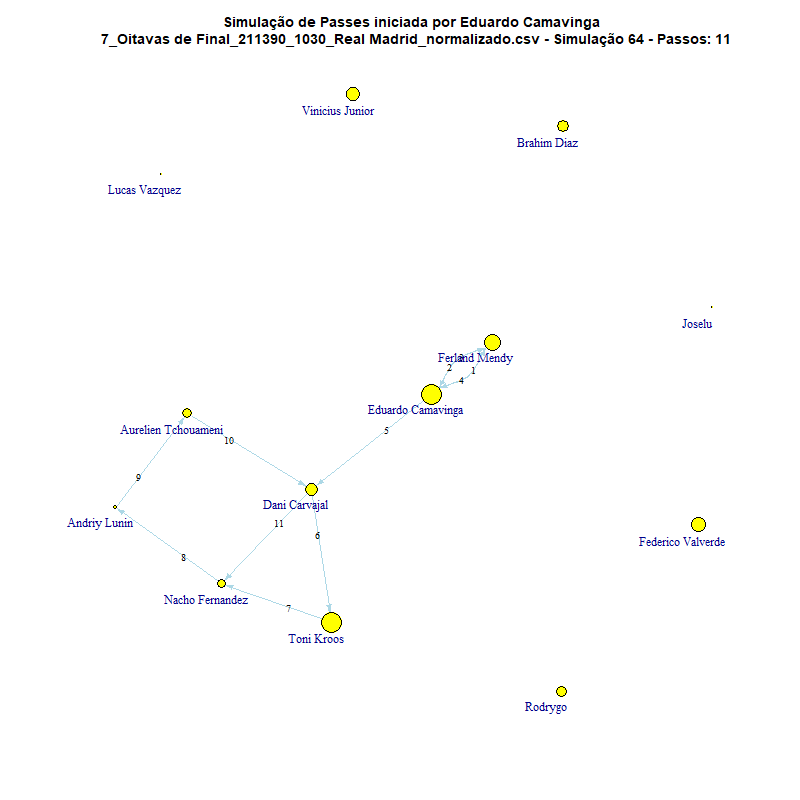 Simulação de Passes iniciada por Eduardo Camavinga
7_Oitavas de Final_211390_1030_Real Madrid_normalizado.csv - Simulação 64 - Passos: 11
Vinicius Junior
Brahim Diaz
Lucas Vazquez
Joselu
Ferland Mendy
2
1
4
Eduardo Camavinga
5
Aurelien Tchouameni
10
9
Dani Carvajal
Andriy Lunin
11
6
Federico Valverde
8
Nacho Fernandez
7
Toni Kroos
Rodrygo